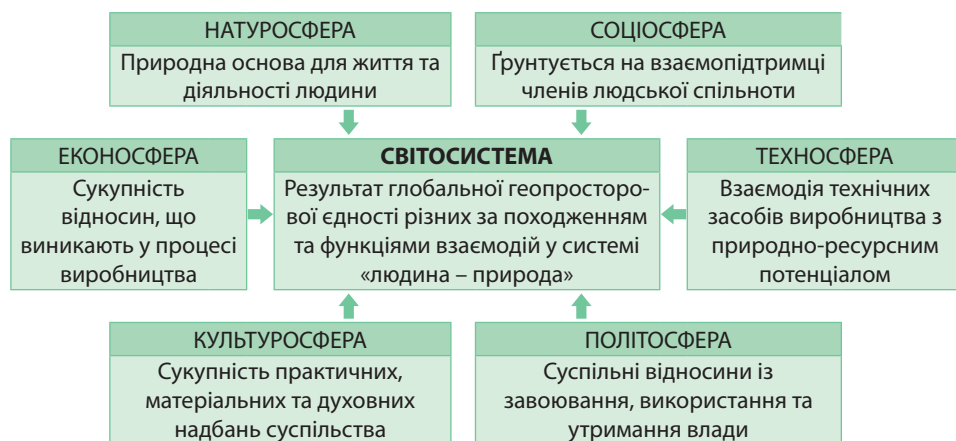 НАТУРОСФЕРА
Природна основа для життя та
діяльності людини
СОЦІОСФЕРА
Ґрунтується на взаємопідтримці
членів людської спільноти
ЕКОНОСФЕРА
Сукупність
відносин, що
виникають у процесі
виробництва
СВІТОСИСТЕМА
Результат глобальної геопросторо-
вої єдності різних за походженням
та функціями взаємодій у системі
«людина – природа»
ТЕХНОСФЕРА
Взаємодія технічних
засобів виробництва з
природно-ресурсним
потенціалом
КУЛЬТУРОСФЕРА
Сукупність практичних,
матеріальних та духовних
надбань суспільства
ПОЛІТОСФЕРА
Суспільні відносини із
завоювання, використання та
утримання влади